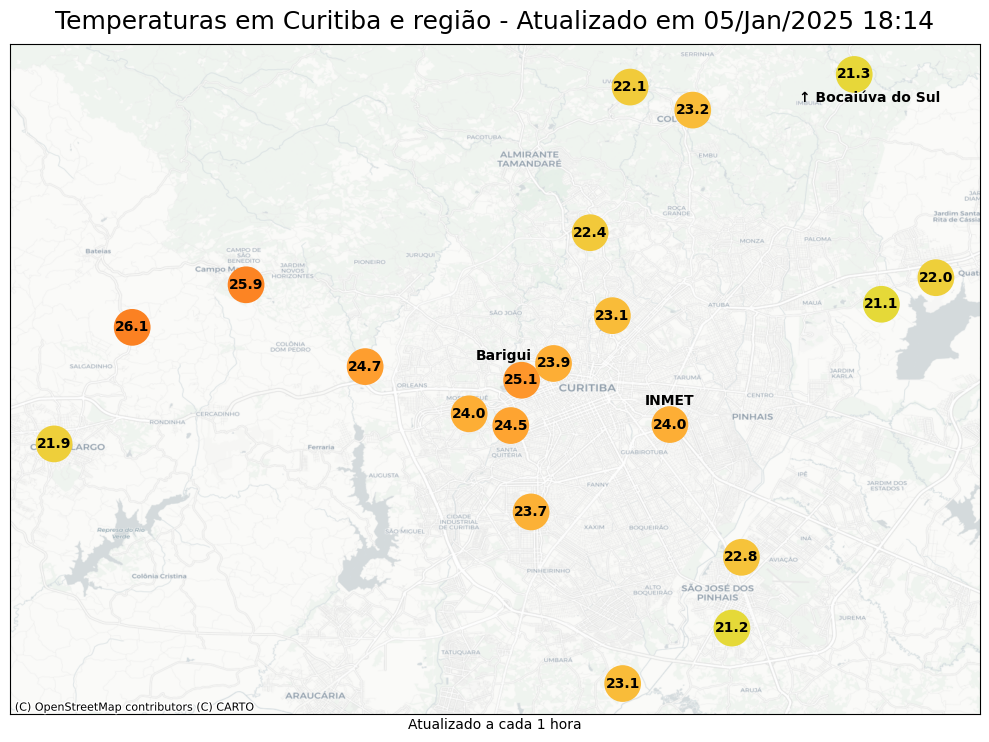 Temperaturas em Curitiba e região - Atualizado em 05/Jan/2025 18:14
SERRINHA
21.3
22.1
↑ Bocaiúva do Sul
23.2
PACOTUBA
ALMIRANTE
TAMANDARÉ
EMBU
ROÇA
GRANDE
Jardim Santa
Rita de Cássia
22.4
MONZA
PALOMA
Bateias
CAMPO DE
SÃO
BENEDITO
JURUQUI
PIONEIRO
JARDIM
NOVOS
HORIZONTES
22.0
25.9
21.1
MAUÁ
ATUBA
SÃO JOÃO
23.1
26.1
COLÔNIA
DOM PEDRO
Barigui
23.9
SALGADINHO
24.7
25.1
JARDIM
KARLA
TARUMÃ
ORLEANS
CURITIBA
CENTRO
INMET
24.0
24.5
24.0
PINHAIS
CERCADINHO
RONDINHA
21.9
Ferraria
SANTA
QUITÉRIA
GUABIROTUBA
AUGUSTA
IPÊ
FANNY
JARDIM DOS
ESTADOS I
23.7
CIDADE
INDUSTRIAL
DE CURITIBA
XAXIM
BOQUEIRÃO
Represa do Rio
Verde
INÁ
22.8
AVIAÇÃO
Colônia Cristina
PINHEIRINHO
ALTO
BOQUEIRÃO
SÃO JOSÉ DOS
PINHAIS
JUREMA
21.2
TATUQUARA
UMBARÁ
23.1
ARUJÁ
ARAUCÁRIA
(C) OpenStreetMap contributors (C) CARTO
Atualizado a cada 1 hora